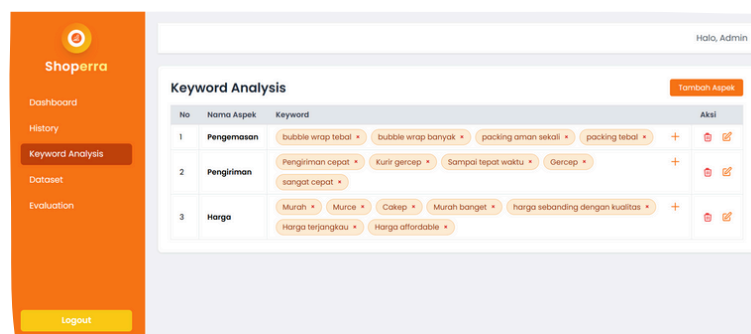 Shoperra
Dashboard
History
Keyword Analysis
Dataset
Evaluation
Logout
Halo, Admin
Keyword Analysis
Tambah Aspek
No Nama Aspek Keyword Aksi
1 Pengemasan bubble wrap tebal × bubble wrap banyak × packing aman sekali × packing tebal × +
2 Pengiriman Pengiriman cepat × Kurir gercep × Sampai tepat waktu × Gercep × +
sangat cepat ×
3 Harga Murah × Murce × Cakep × Murah banget × harga sebanding dengan kualitas × +
Harga terjangkau × Harga affordable ×